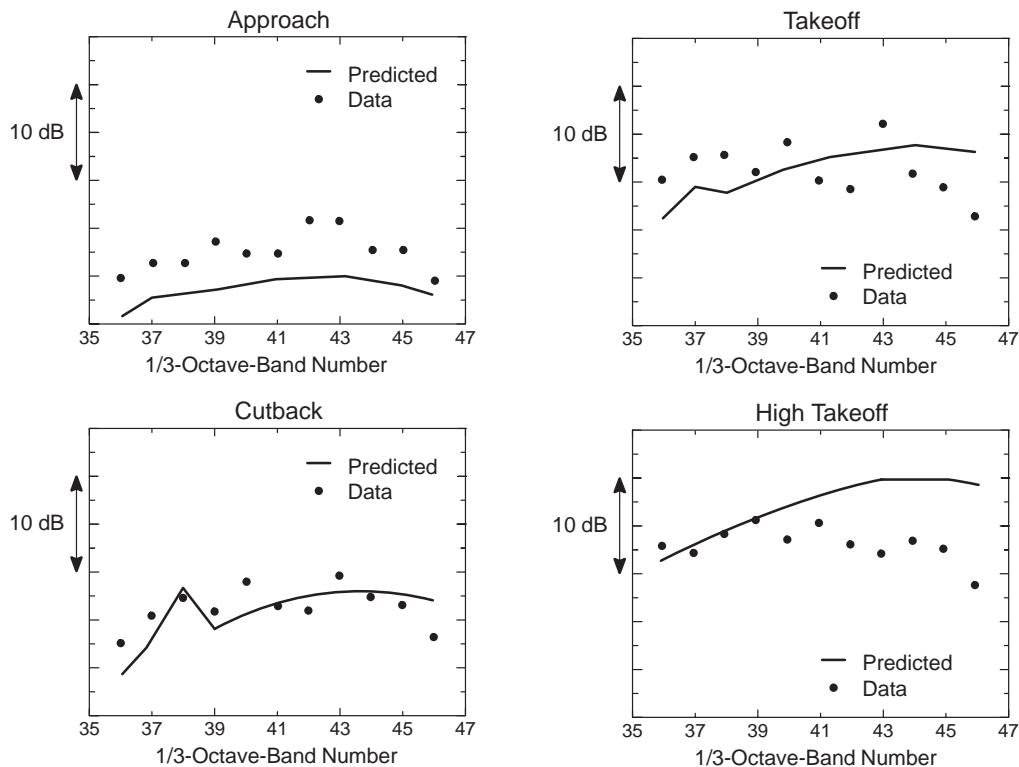 Approach
Predicted
Data
10 dB
35 37 39 41 43 45 47
1/3-Octave-Band Number
Takeoff
10 dB
Predicted
Data
35 37 39 41 43 45 47
1/3-Octave-Band Number
Cutback
Predicted
Data
10 dB
35 37 39 41 43 45 47
1/3-Octave-Band Number
High Takeoff
10 dB
Predicted
Data
35 37 39 41 43 45 47
1/3-Octave-Band Number